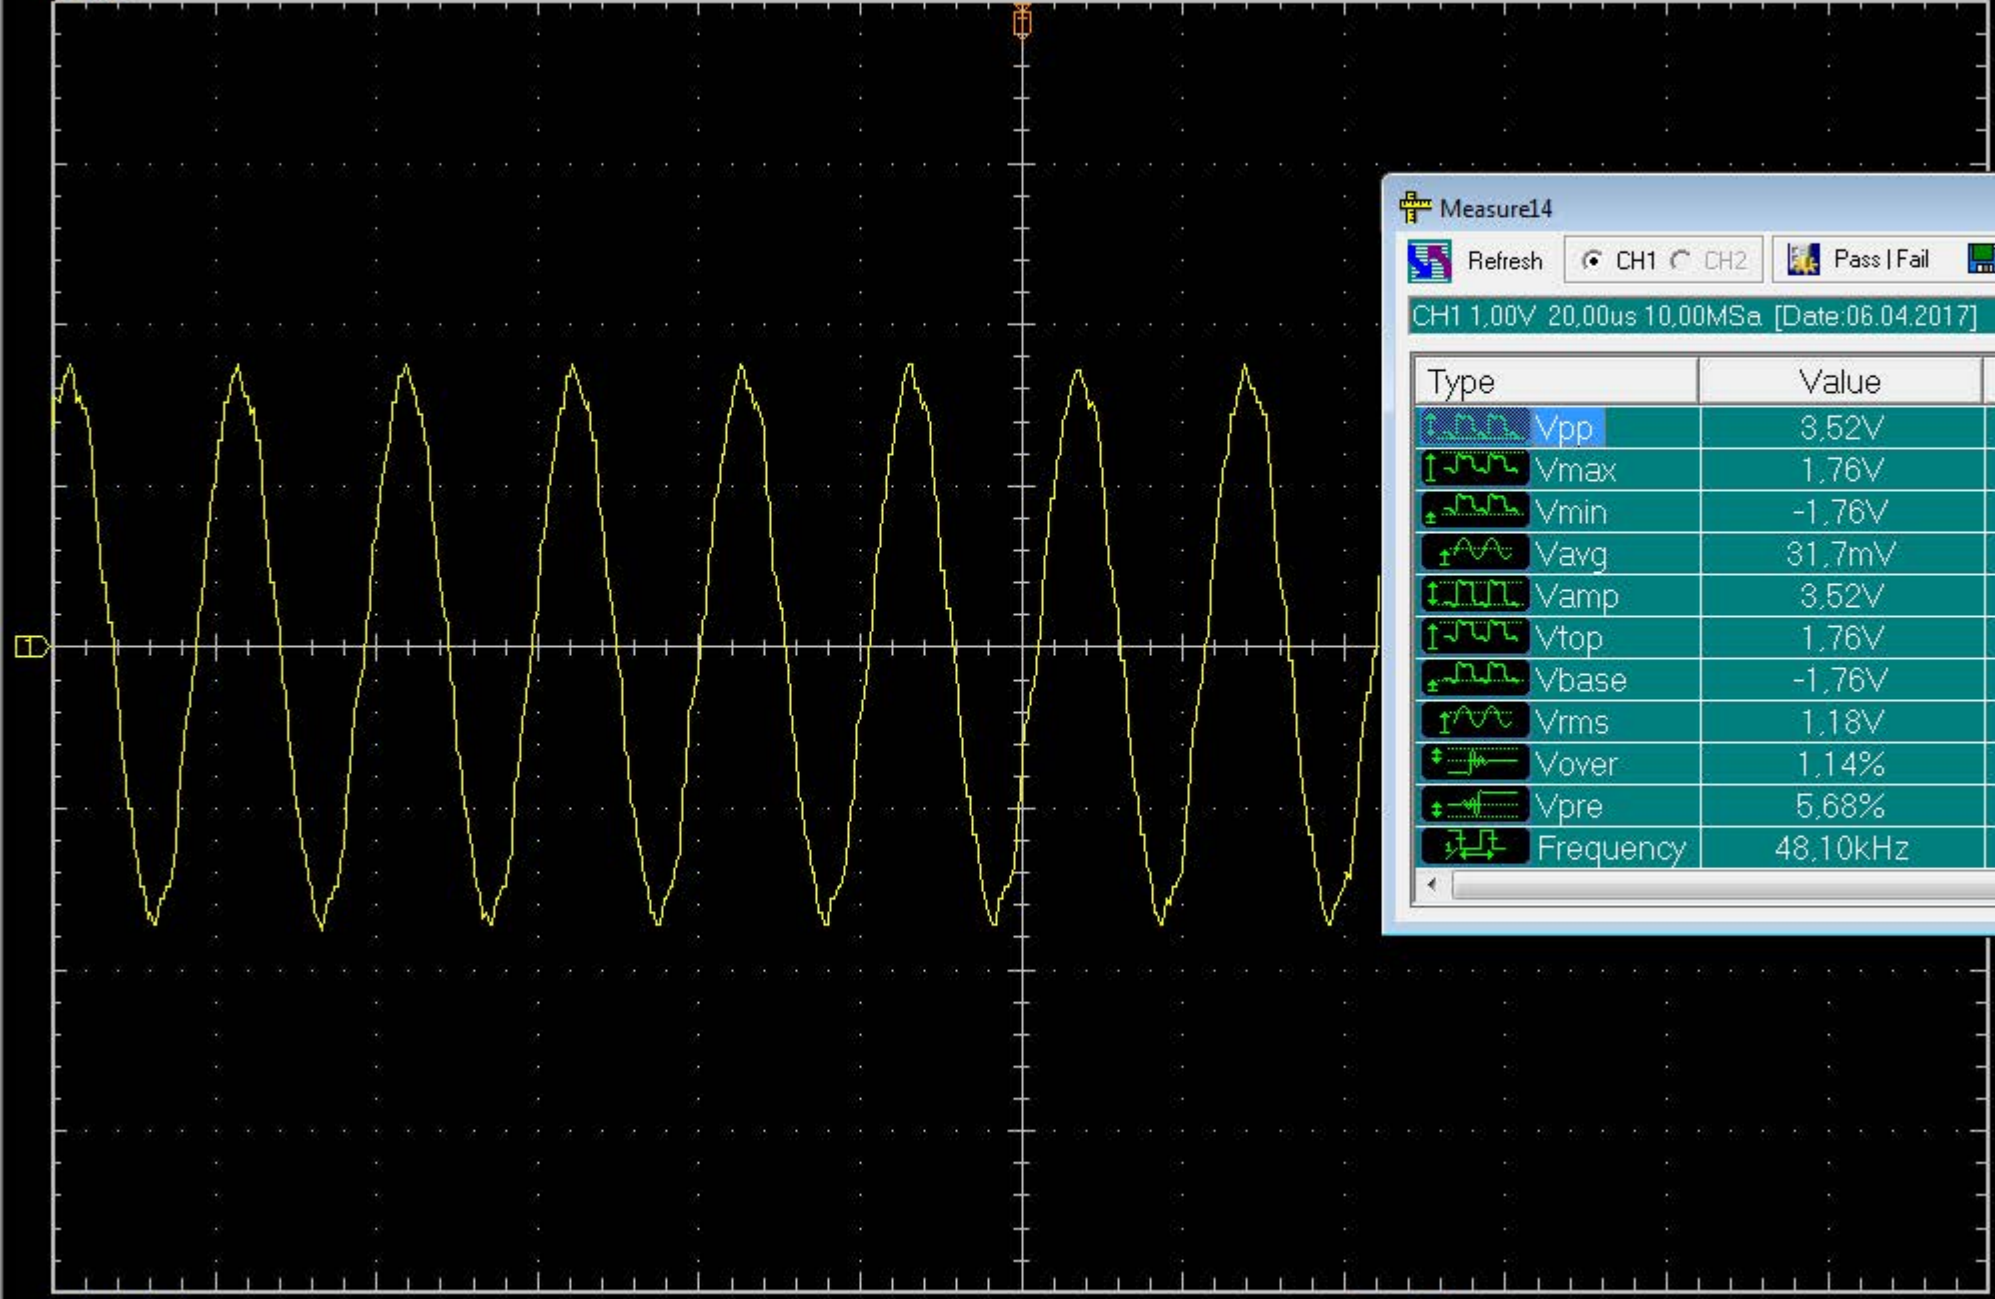 Measure14
Refresh CH1 CH2 Pass | Fail
CH1 1,00V 20,00us 10,00MSa [Date:06.04.2017]
Type Value
Vpp 3,52V
Vmax 1,76V
Vmin -1,76V
Vavg 31,7mV
Vamp 3,52V
Vtop 1,76V
Vbase -1,76V
Vrms 1,18V
Vover 1,14%
Vpre 5,68%
Frequency 48,10kHz
1